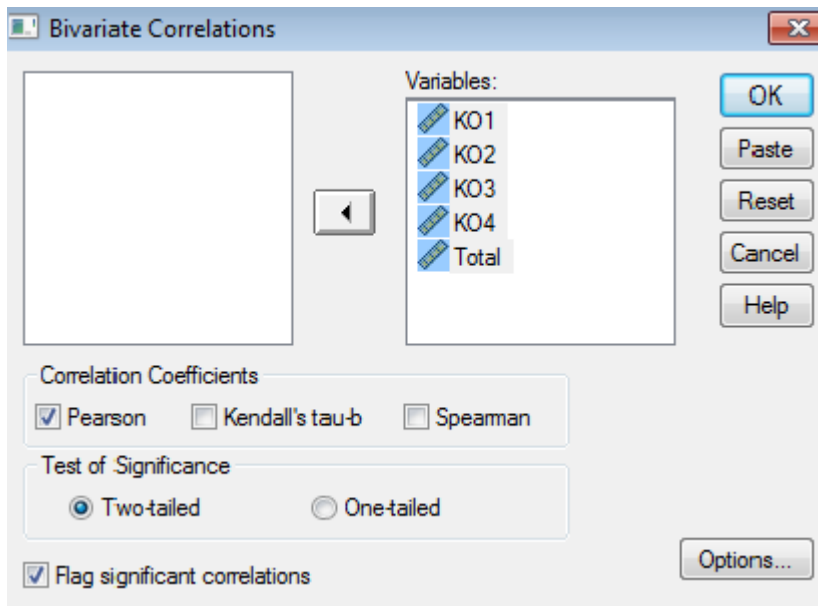 Bivariate Correlations
Variables:
KO1
KO2
KO3
KO4
Total
OK
Paste
Reset
Cancel
Help
Correlation Coefficients
Pearson Kendall's tau-b Spearman
Test of Significance
Two-tailed One-tailed
Flag significant correlations
Options...